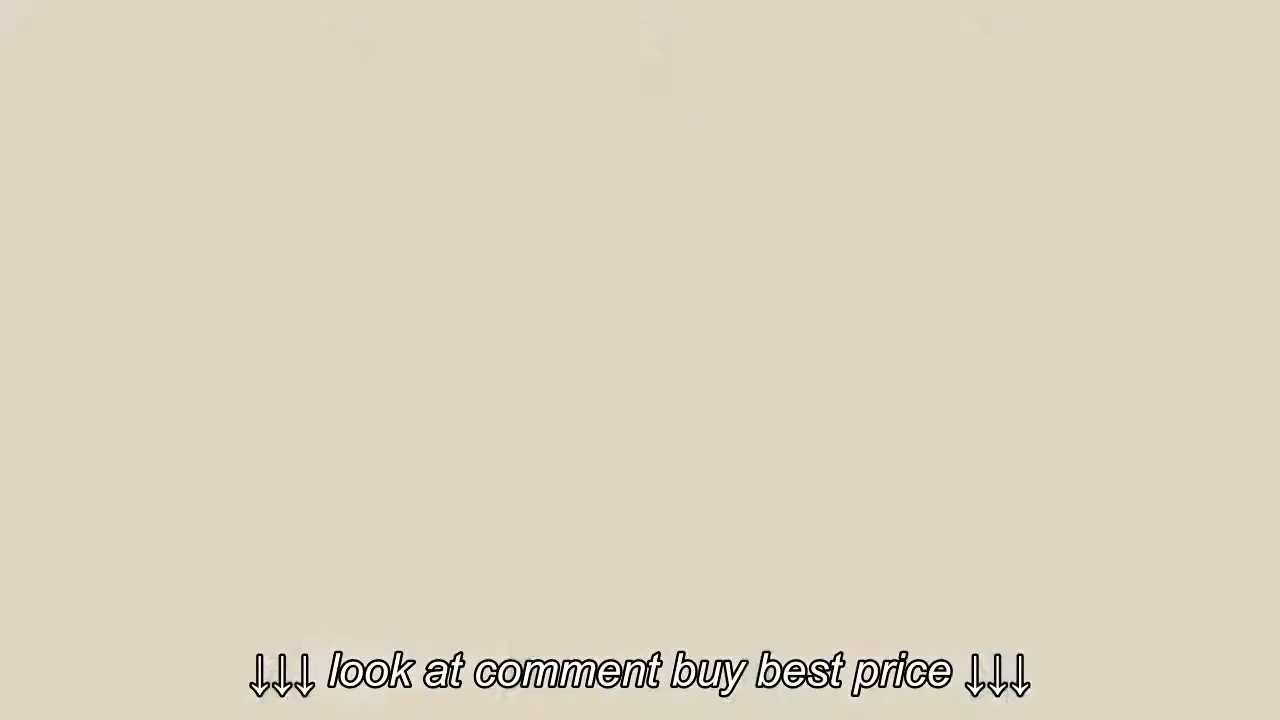 ↓↓↓ look at comment buy best price ↓↓↓